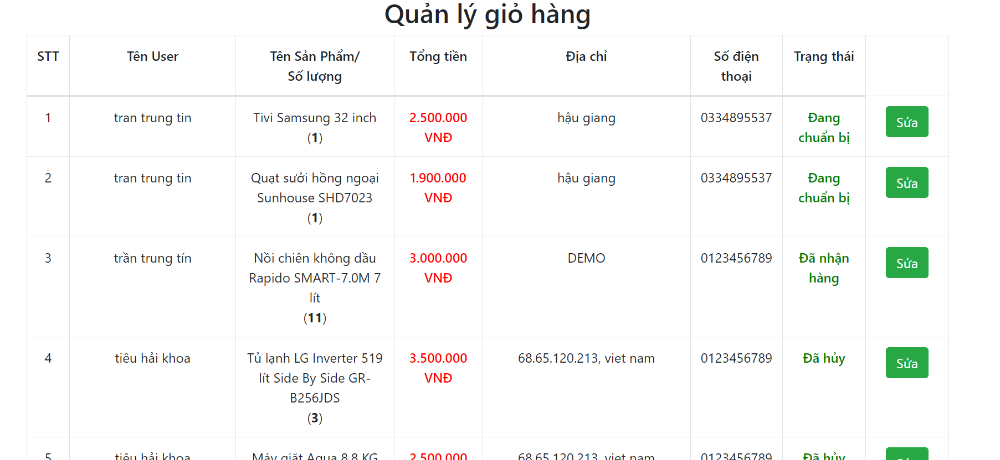 Quản lý giỏ hàng
STT
Tên User
Tên Sản Phẩm/
Số lượng
Tổng tiền
Địa chỉ
Số điện
thoại
Trạng thái
1
tran trung tin
Tivi Samsung 32 inch
(1)
2.500.000
VNĐ
hậu giang
0334895537
Đang
chuẩn bị
Sửa
2
tran trung tin
Quạt sưởi hồng ngoại
Sunhouse SHD7023
(1)
1.900.000
VNĐ
hậu giang
0334895537
Đang
chuẩn bị
Sửa
3
trần trung tín
Nồi chiên không dầu
Rapido SMART-7.0M 7
lít
(11)
3.000.000
VNĐ
DEMO
0123456789
Đã nhận
hàng
Sửa
4
tiêu hải khoa
Tủ lạnh LG Inverter 519
lít Side By Side GR-
B256JDS
(3)
3.500.000
VNĐ
68.65.120.213, viet nam
0123456789
Đã hủy
Sửa
5
tiêu hải khoa
Máy giặt Aqua 8.8 KG
2.500.000
68.65.120.213, viet nam
0123456789
Đã hủy